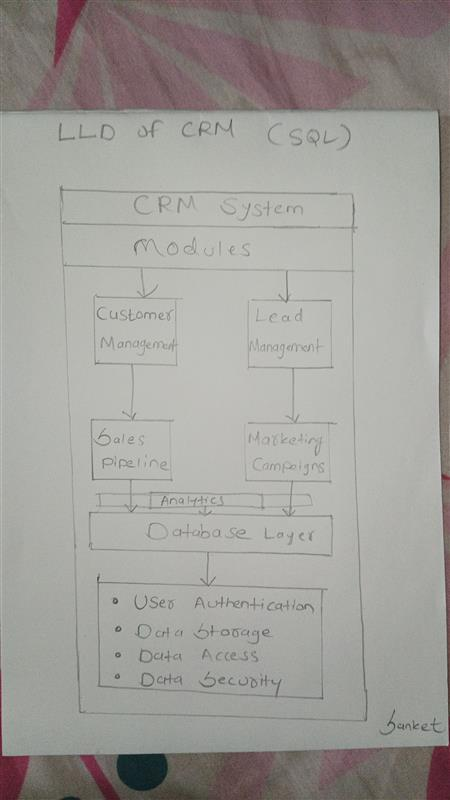 LLD of CRM (SQL)
CRM System
Modules
Customer
Management
Lead
Management
Sales
Pipeline
Marketing
Campaigns
Analytics
Database Layer
• User Authentication
• Data Storage
• Data Access
• Data Security
Sanket